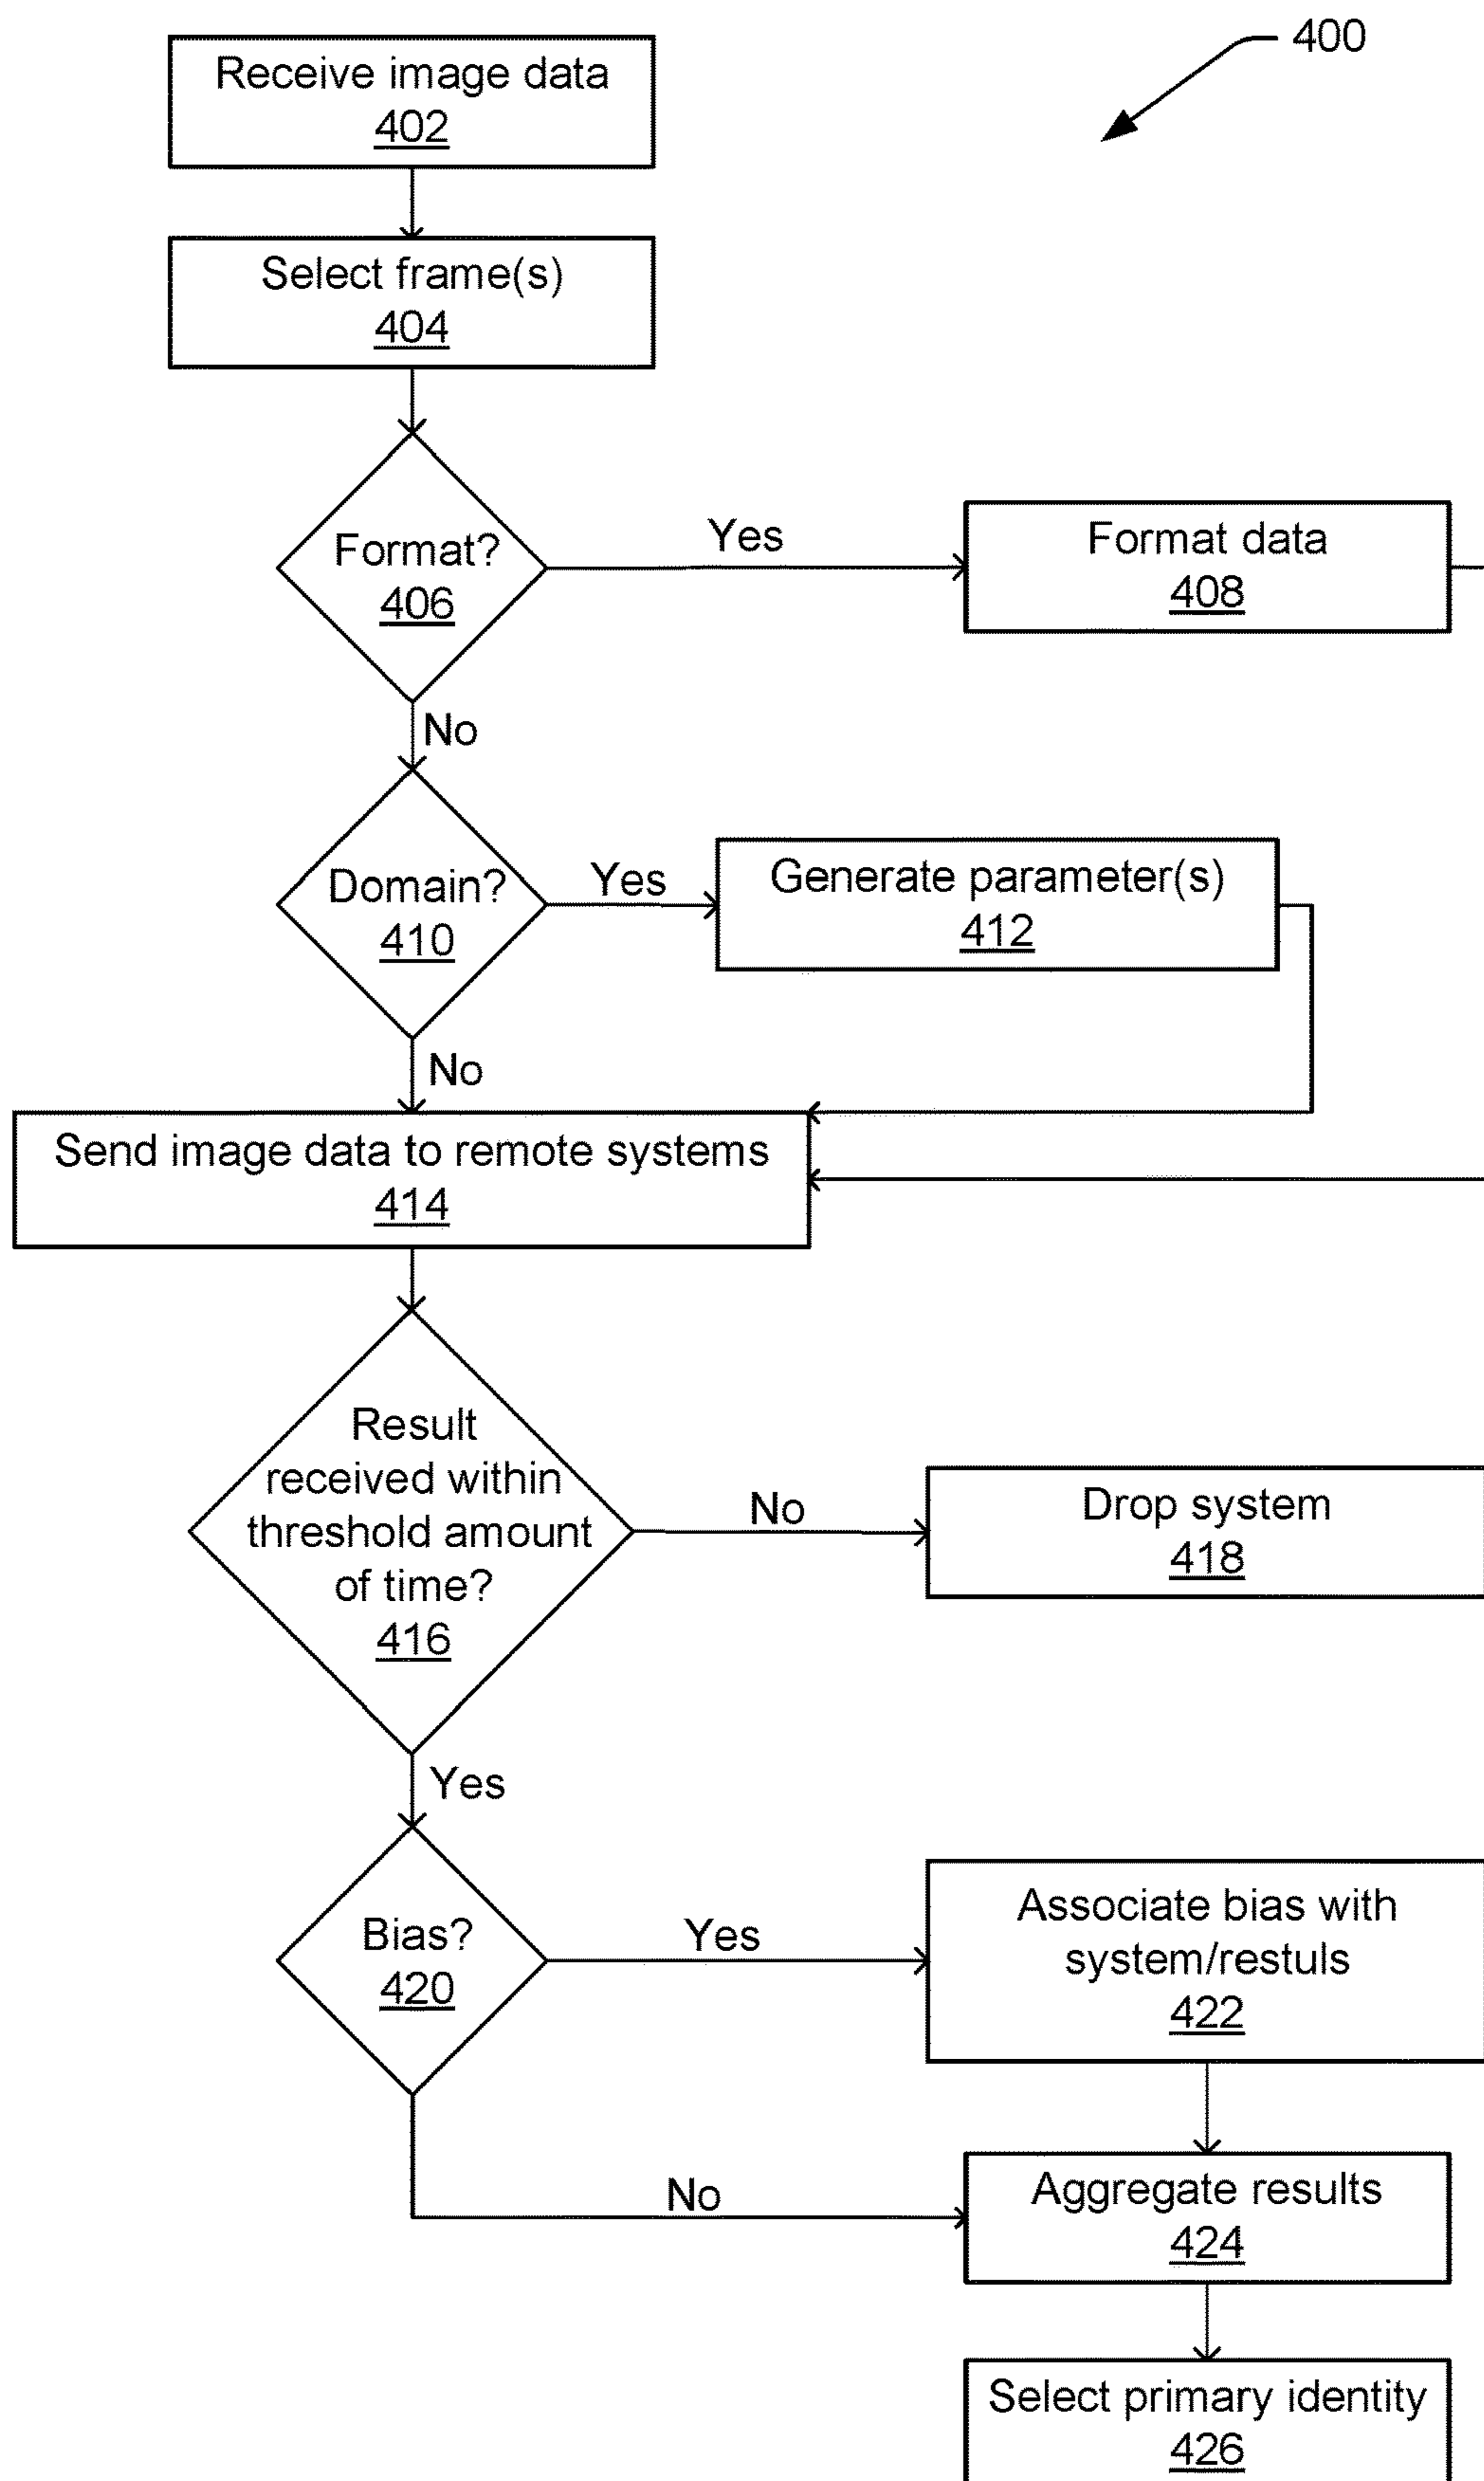 400
Receive image data
402
Select frame(s)
404
Format?
406
Yes
Format data
408
No
Domain?
410
Yes
Generate parameter(s)
412
No
Send image data to remote systems
414
Result
received within
threshold amount
of time?
416
No
Drop system
418
Yes
Bias?
420
Yes
Associate bias with
system/restuls
422
No
Aggregate results
424
Select primary identity
426